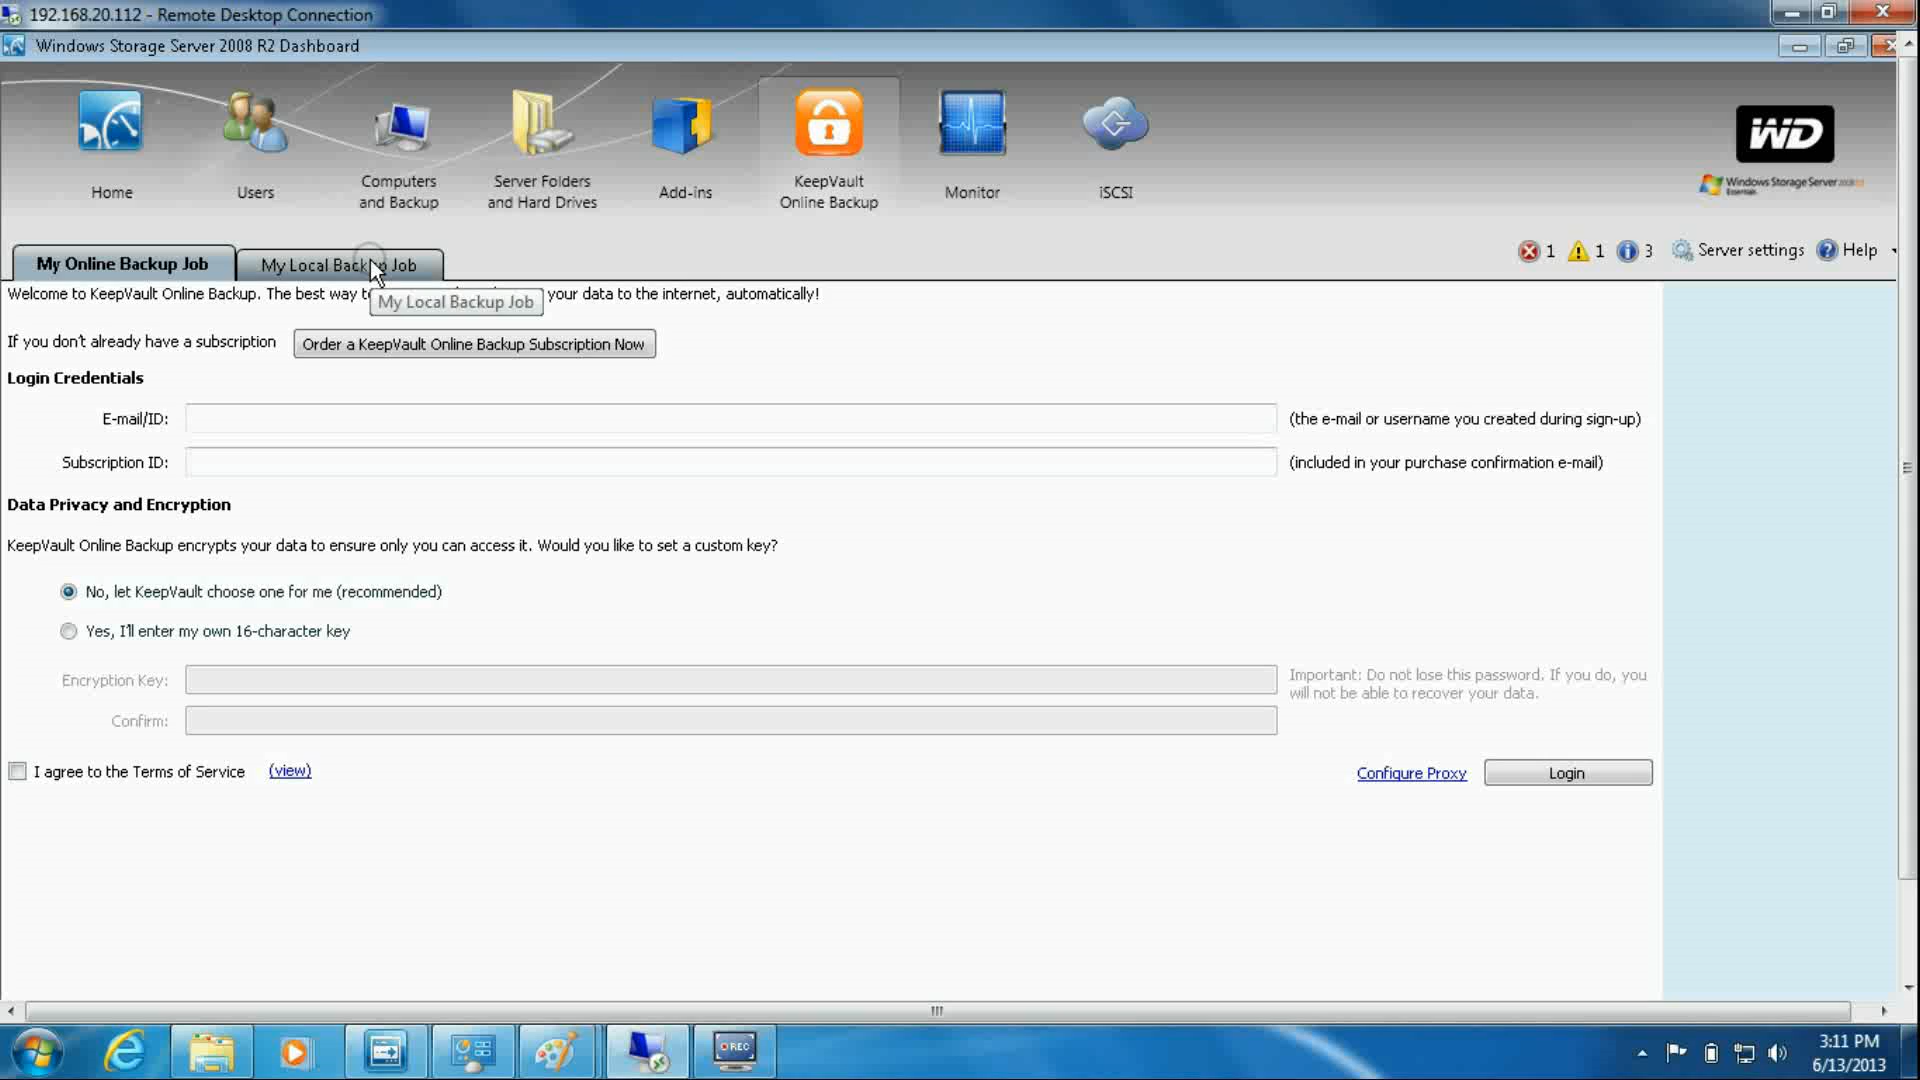 192.168.20.112 - Remote Desktop Connection
Windows Storage Server 2008 R2 Dashboard
Home
Users
Computers and Backup
Server Folders and Hard Drives
Add-ins
KeepVault Online Backup
Monitor
iSCSI
WD
Windows Storage Server 2008 R2
Essentials
My Online Backup Job
My Local Backup Job
1
1
3
Server settings
Help
Welcome to KeepVault Online Backup. The best way t
your data to the internet, automatically!
My Local Backup Job
If you don't already have a subscription
Order a KeepVault Online Backup Subscription Now
Login Credentials
E-mail/ID:
(the e-mail or username you created during sign-up)
Subscription ID:
(included in your purchase confirmation e-mail)
Data Privacy and Encryption
KeepVault Online Backup encrypts your data to ensure only you can access it. Would you like to set a custom key?
No, let KeepVault choose one for me (recommended)
Yes, I'll enter my own 16-character key
Encryption Key:
Important: Do not lose this password. If you do, you
will not be able to recover your data.
Confirm:
I agree to the Terms of Service
(view)
Configure Proxy
Login
REC
3:11 PM
6/13/2013